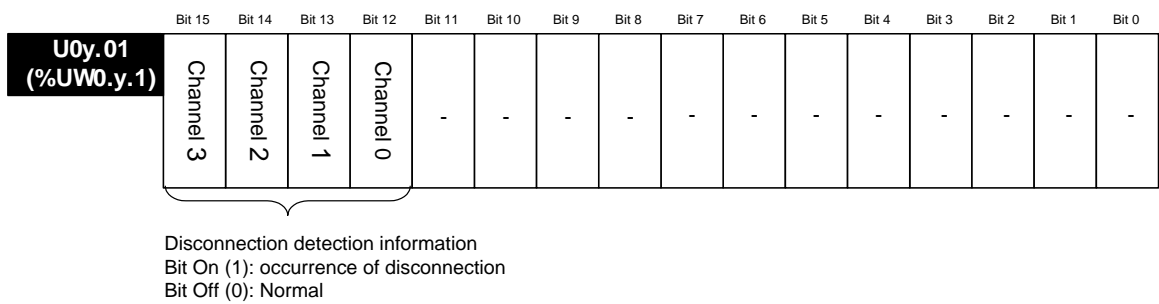 Bit 15 Bit 14 Bit 13 Bit 12 Bit 11 Bit 10 Bit 9 Bit 8 Bit 7 Bit 6 Bit 5 Bit 4 Bit 3 Bit 2 Bit 1 Bit 0
U0y.01
(%UW0.y.1)
Channel 3
Channel 2
Channel 1
Channel 0
- - - - - - - - - - - -
Disconnection detection information
Bit On (1): occurrence of disconnection
Bit Off (0): Normal